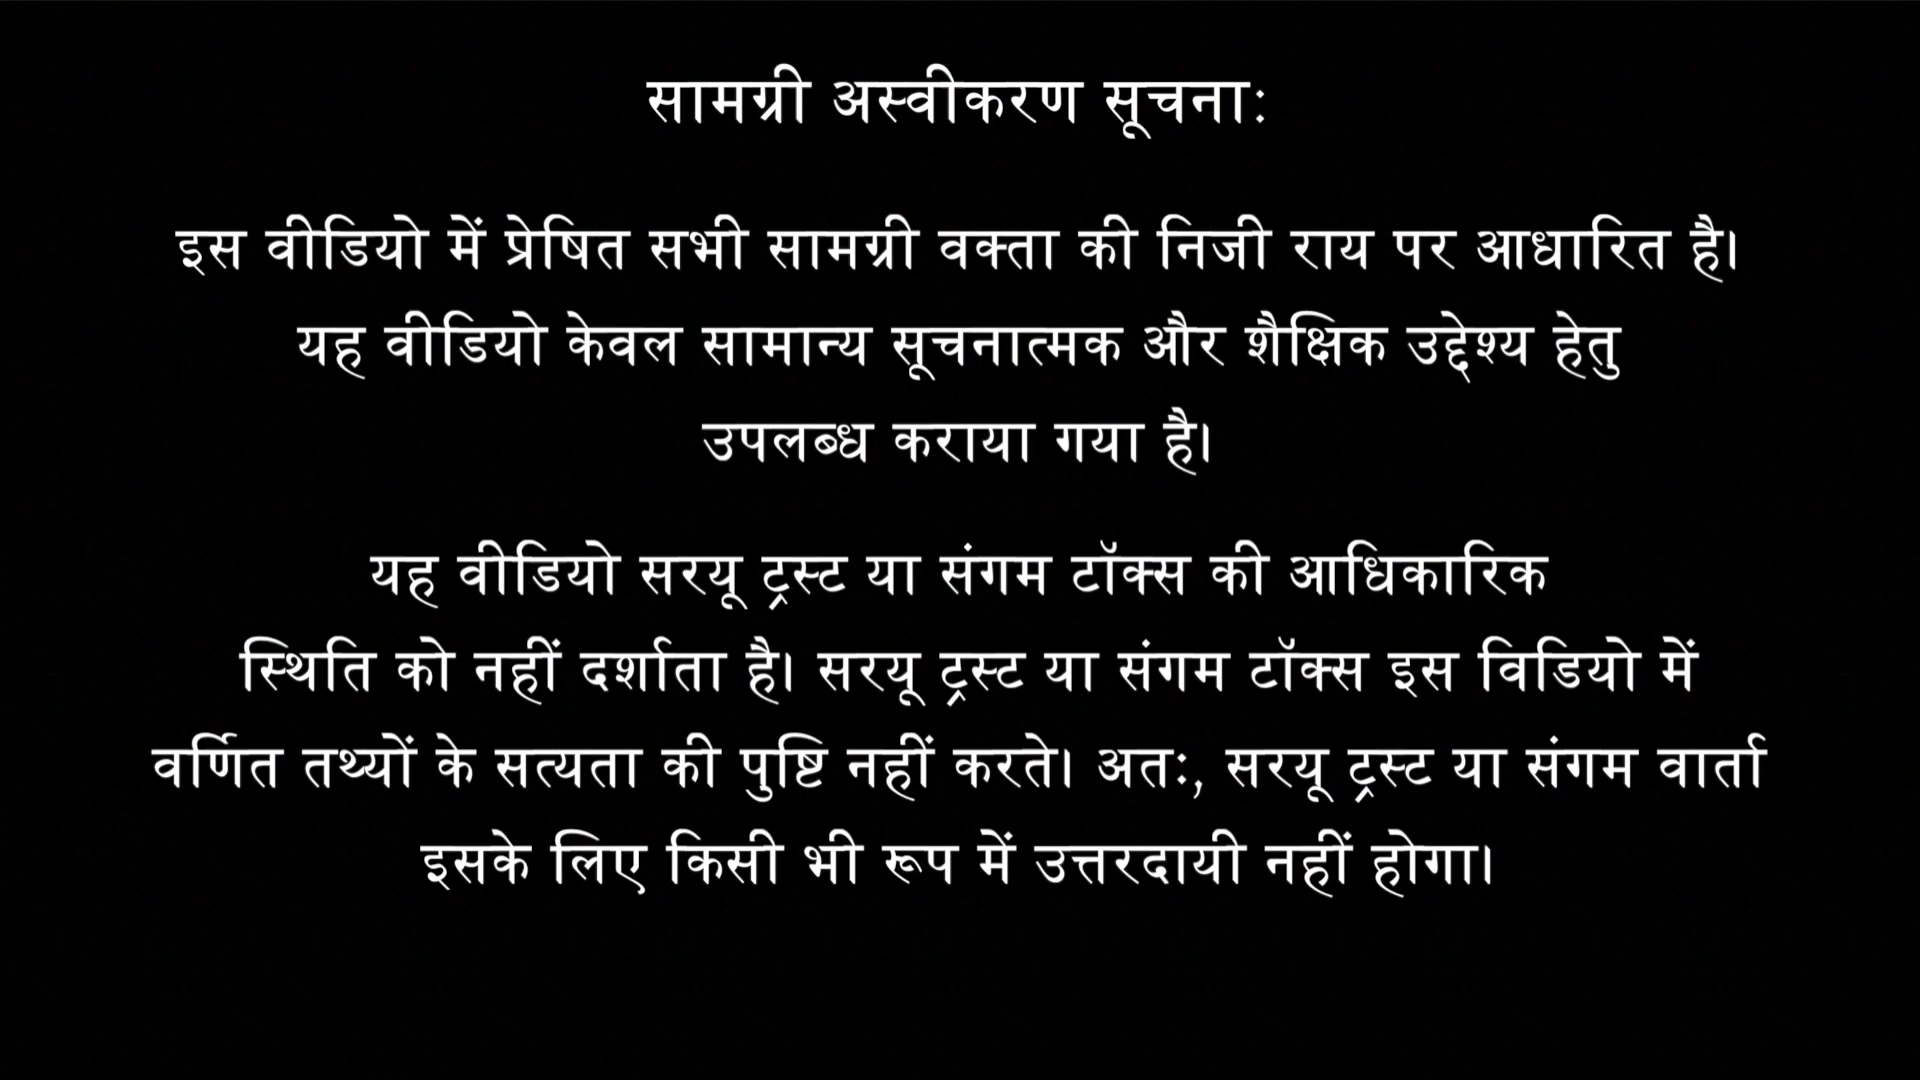 सामग्री अस्वीकरण सूचनाः
इस वीडियो में प्रेषित सभी सामग्री वक्ता की निजी राय पर आधारित है।
यह वीडियो केवल सामान्य सूचनात्मक और शैक्षिक उद्देश्य हेतु
उपलब्ध कराया गया है।
यह वीडियो सरयू ट्रस्ट या संगम टॉक्स की आधिकारिक
स्थिति को नहीं दर्शाता है। सरयू ट्रस्ट या संगम टॉक्स इस विडियो में
वर्णित तथ्यों के सत्यता की पुष्टि नहीं करते। अतः, सरयू ट्रस्ट या संगम वार्ता
इसके लिए किसी भी रूप में उत्तरदायी नहीं होगा।